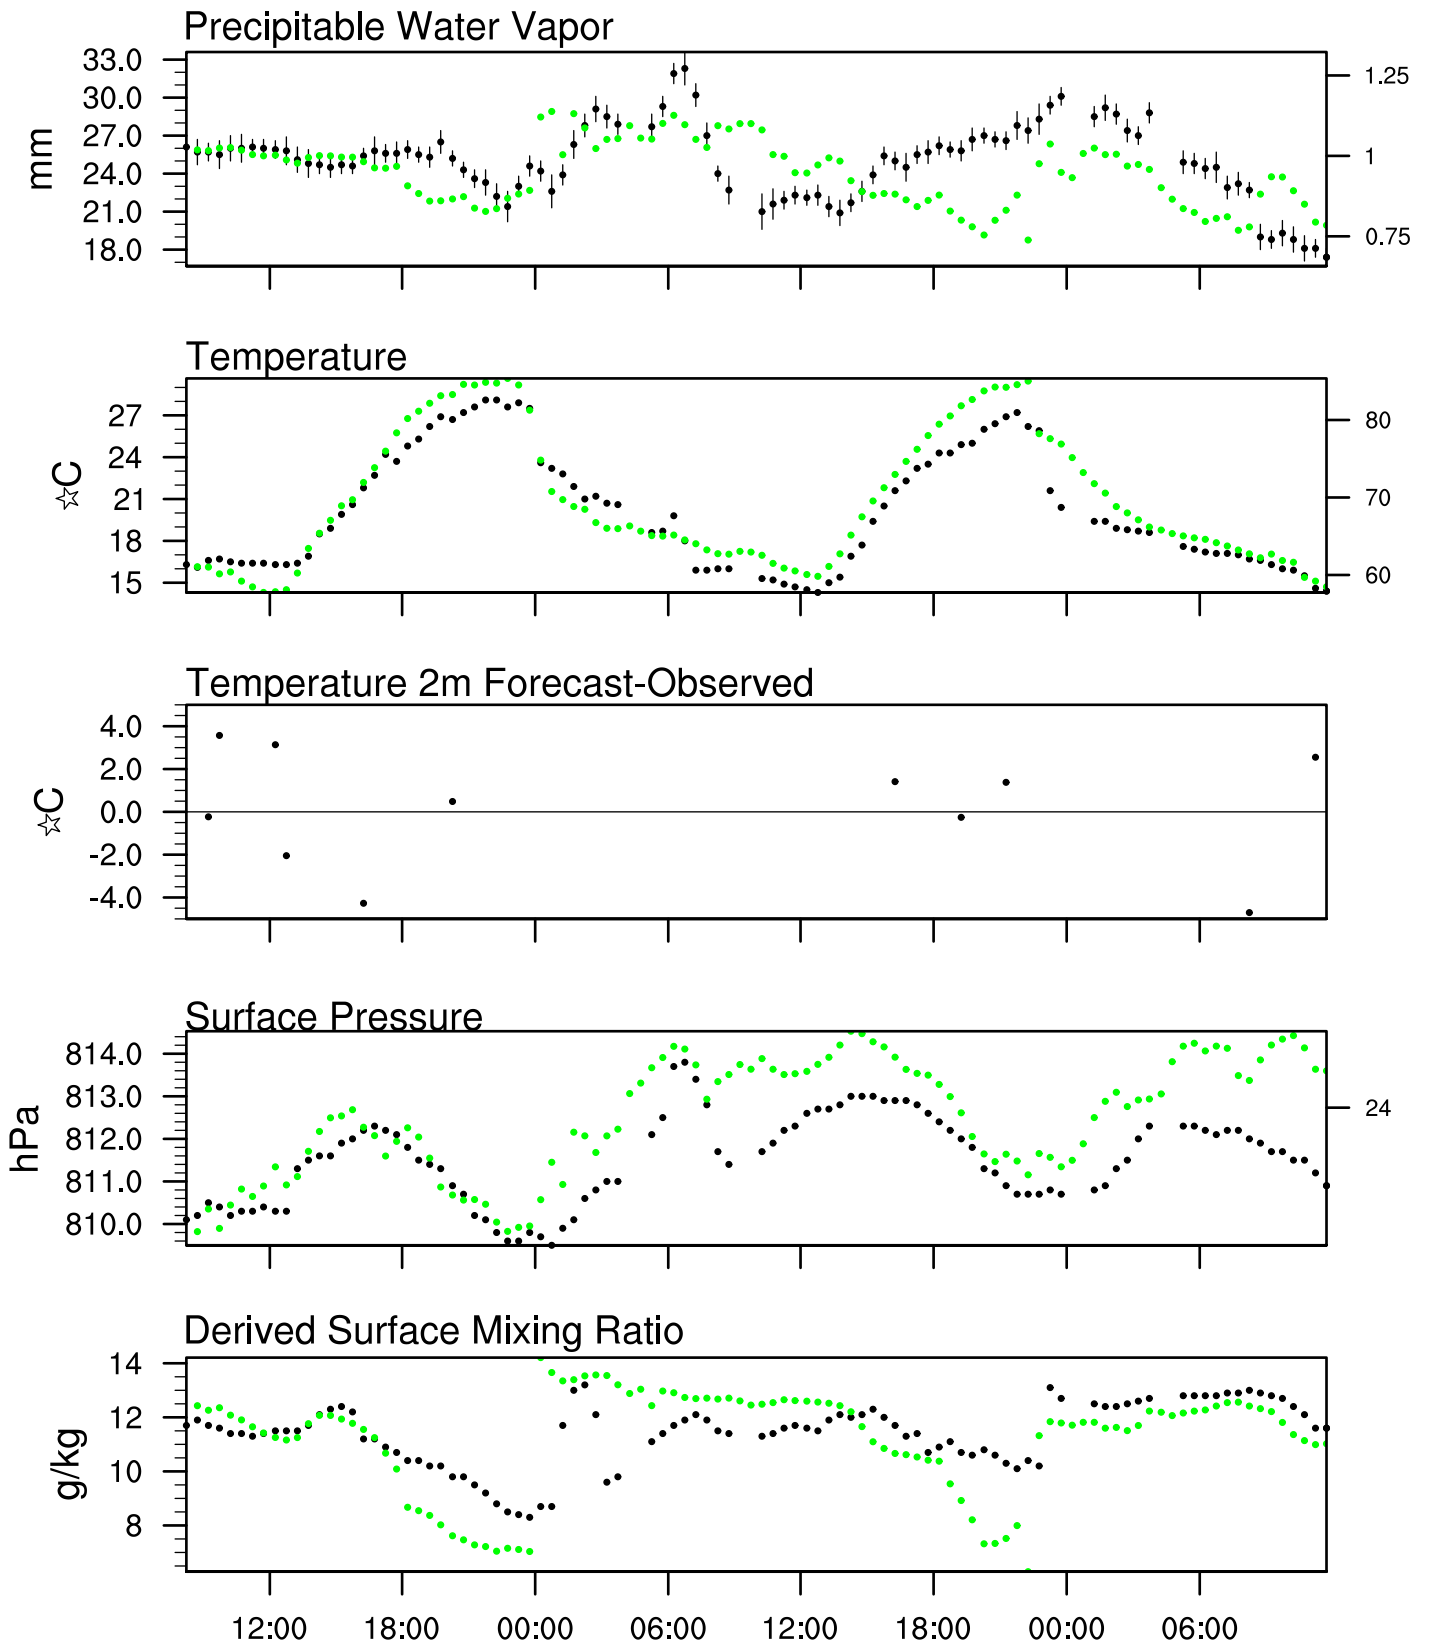 Precipitable Water Vapor
33.0
30.0
27.0
24.0
21.0
18.0
mm
1.25
1
0.75
Temperature
27
24
21
18
15
☆C
80
70
60
Temperature 2m Forecast-Observed
4.0
2.0
0.0
-2.0
-4.0
☆C
Surface Pressure
814.0
813.0
812.0
811.0
810.0
hPa
24
Derived Surface Mixing Ratio
14
12
10
8
g/kg
12:00 18:00 00:00 06:00 12:00 18:00 00:00 06:00